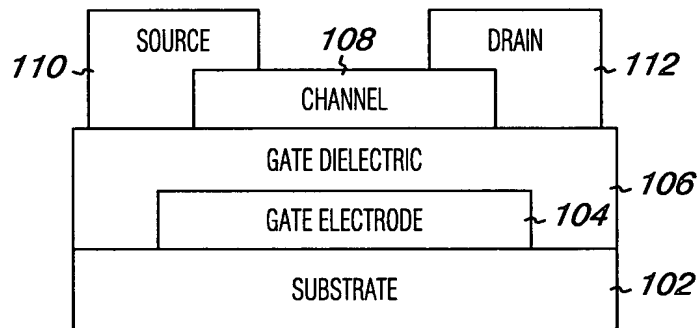 SOURCE 108 DRAIN
110 112
CHANNEL
GATE DIELECTRIC
106
GATE ELECTRODE 104
SUBSTRATE 102